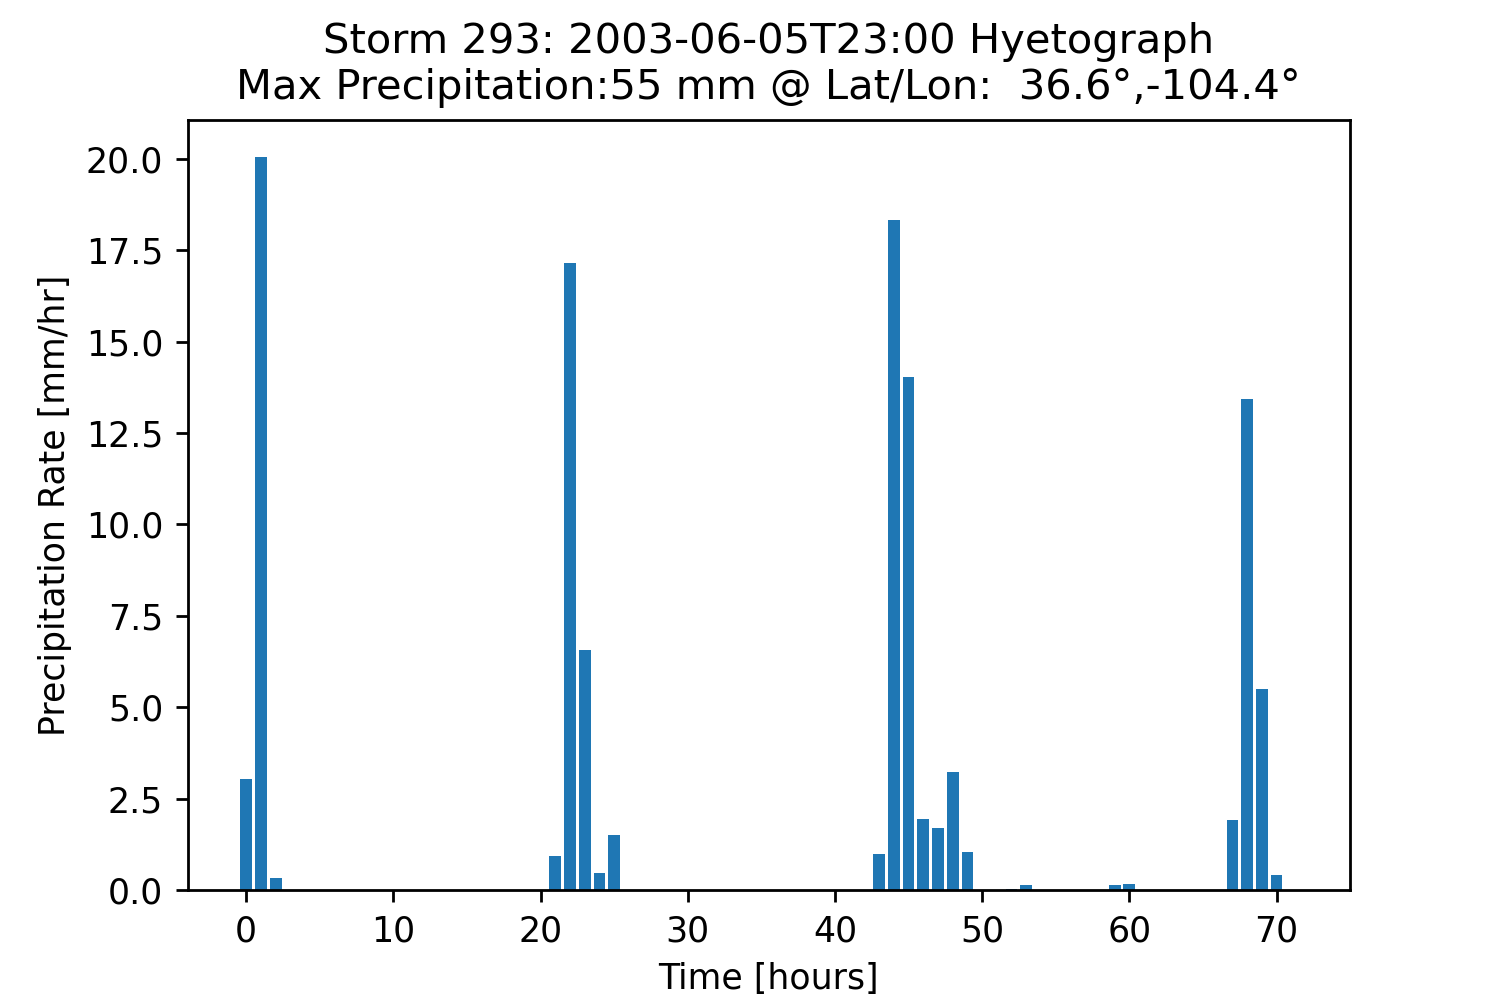 Storm 293: 2003-06-05T23:00 Hyetograph
Max Precipitation:55 mm @ Lat/Lon:  36.6°,-104.4°
20.0
17.5
15.0
12.5
10.0
7.5
5.0
2.5
0.0
Precipitation Rate [mm/hr]
0 10 20 30 40 50 60 70
Time [hours]